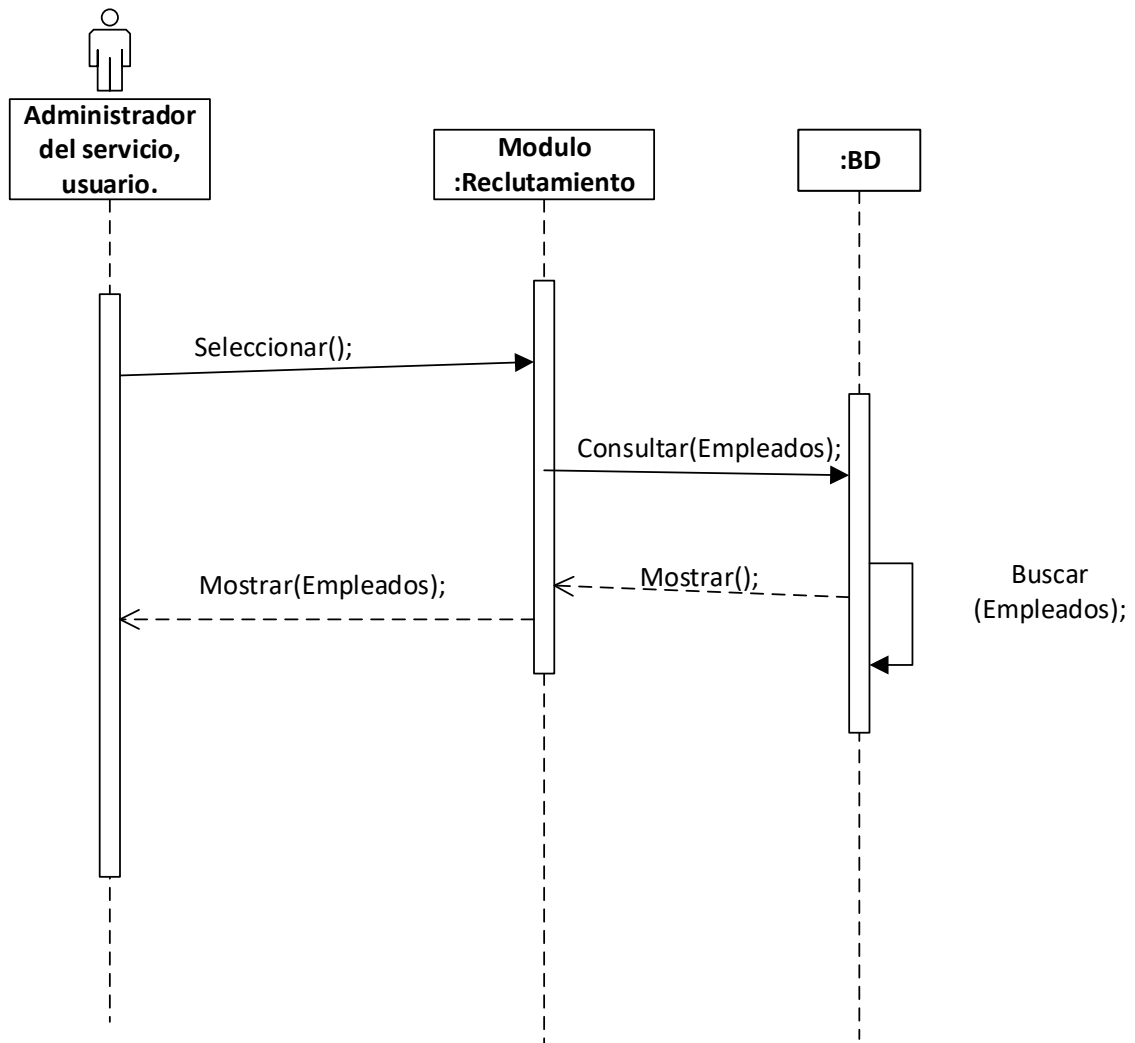 Administrador
del servicio,
usuario.
Modulo
:Reclutamiento
:BD
Seleccionar();
Consultar(Empleados);
Mostrar(Empleados);
Mostrar();
Buscar
(Empleados);